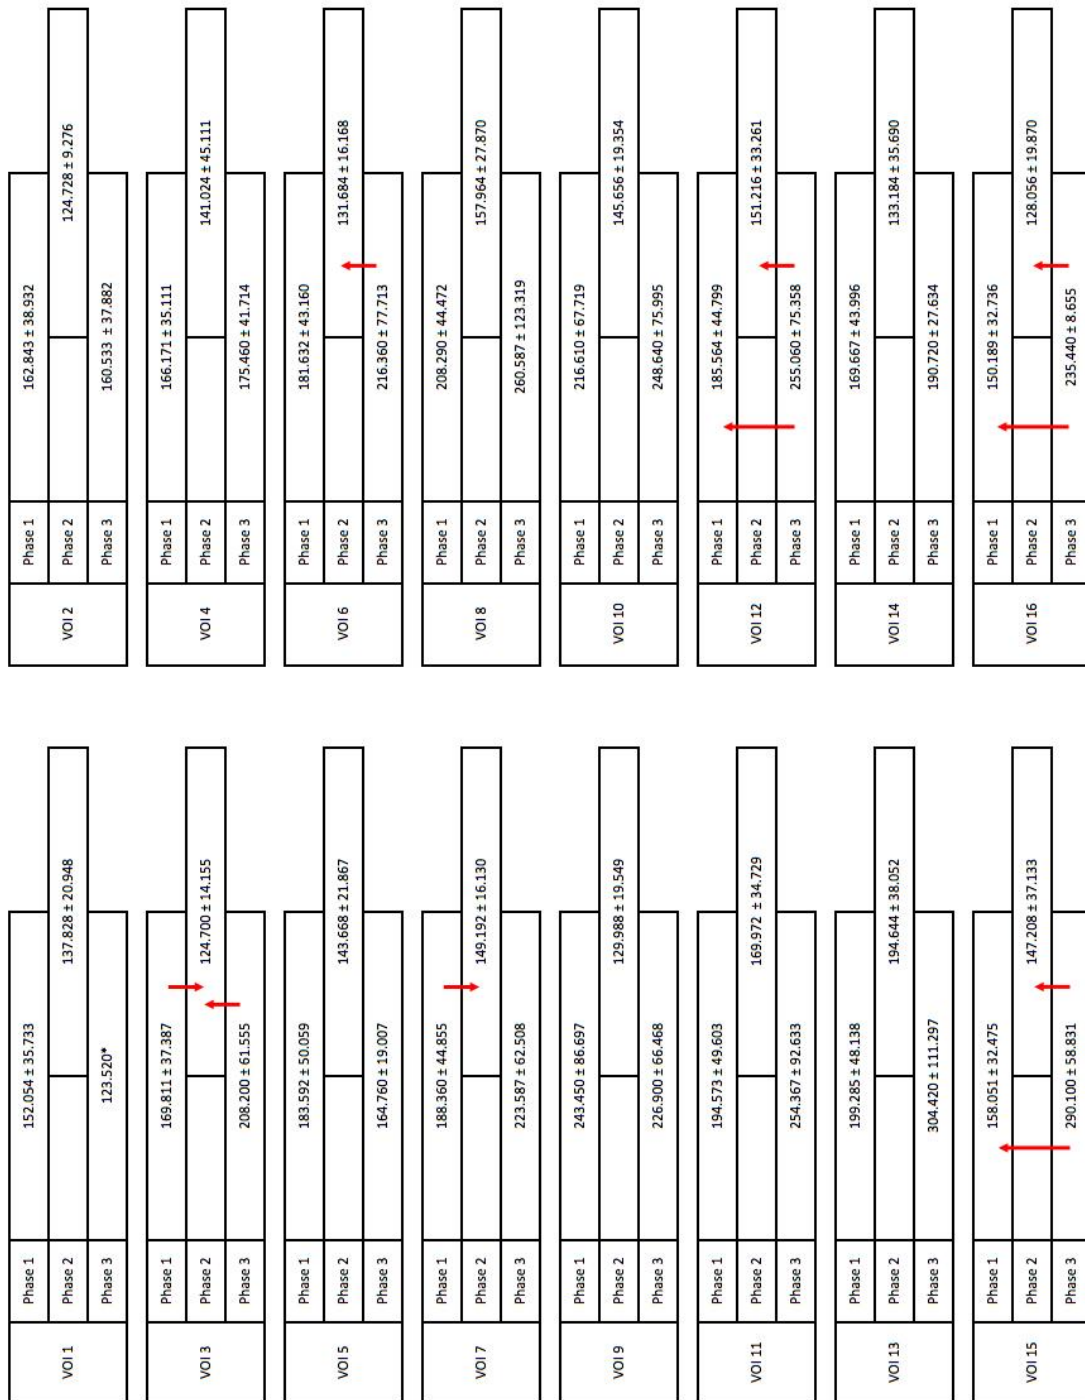 VOI 1
Phase 1
152.054 ± 35.733
Phase 2
137.828 ± 20.948
Phase 3
123.520*
VOI 2
Phase 1
162.843 ± 38.932
Phase 2
124.728 ± 9.276
Phase 3
160.533 ± 37.882
VOI 3
Phase 1
169.811 ± 37.387
Phase 2
124.700 ± 14.155
Phase 3
208.200 ± 61.555
VOI 4
Phase 1
166.171 ± 35.111
Phase 2
141.024 ± 45.111
Phase 3
175.460 ± 41.714
VOI 5
Phase 1
183.592 ± 50.059
Phase 2
143.668 ± 21.867
Phase 3
164.760 ± 19.007
VOI 6
Phase 1
181.632 ± 43.160
Phase 2
131.684 ± 16.168
Phase 3
216.360 ± 77.713
VOI 7
Phase 1
188.360 ± 44.855
Phase 2
149.192 ± 16.130
Phase 3
223.587 ± 62.508
VOI 8
Phase 1
208.290 ± 44.472
Phase 2
157.964 ± 27.870
Phase 3
260.587 ± 123.319
VOI 9
Phase 1
243.450 ± 86.697
Phase 2
129.988 ± 19.549
Phase 3
226.900 ± 66.468
VOI 10
Phase 1
216.610 ± 67.719
Phase 2
145.656 ± 19.354
Phase 3
248.640 ± 75.995
VOI 11
Phase 1
194.573 ± 49.603
Phase 2
169.972 ± 34.729
Phase 3
254.367 ± 92.633
VOI 12
Phase 1
185.564 ± 44.799
Phase 2
151.216 ± 33.261
Phase 3
255.060 ± 75.358
VOI 13
Phase 1
199.285 ± 48.138
Phase 2
194.644 ± 38.052
Phase 3
304.420 ± 111.297
VOI 14
Phase 1
169.667 ± 43.996
Phase 2
133.184 ± 35.690
Phase 3
190.720 ± 27.634
VOI 15
Phase 1
158.051 ± 32.475
Phase 2
147.208 ± 37.133
Phase 3
290.100 ± 58.831
VOI 16
Phase 1
150.189 ± 32.736
Phase 2
128.056 ± 19.870
Phase 3
235.440 ± 8.655